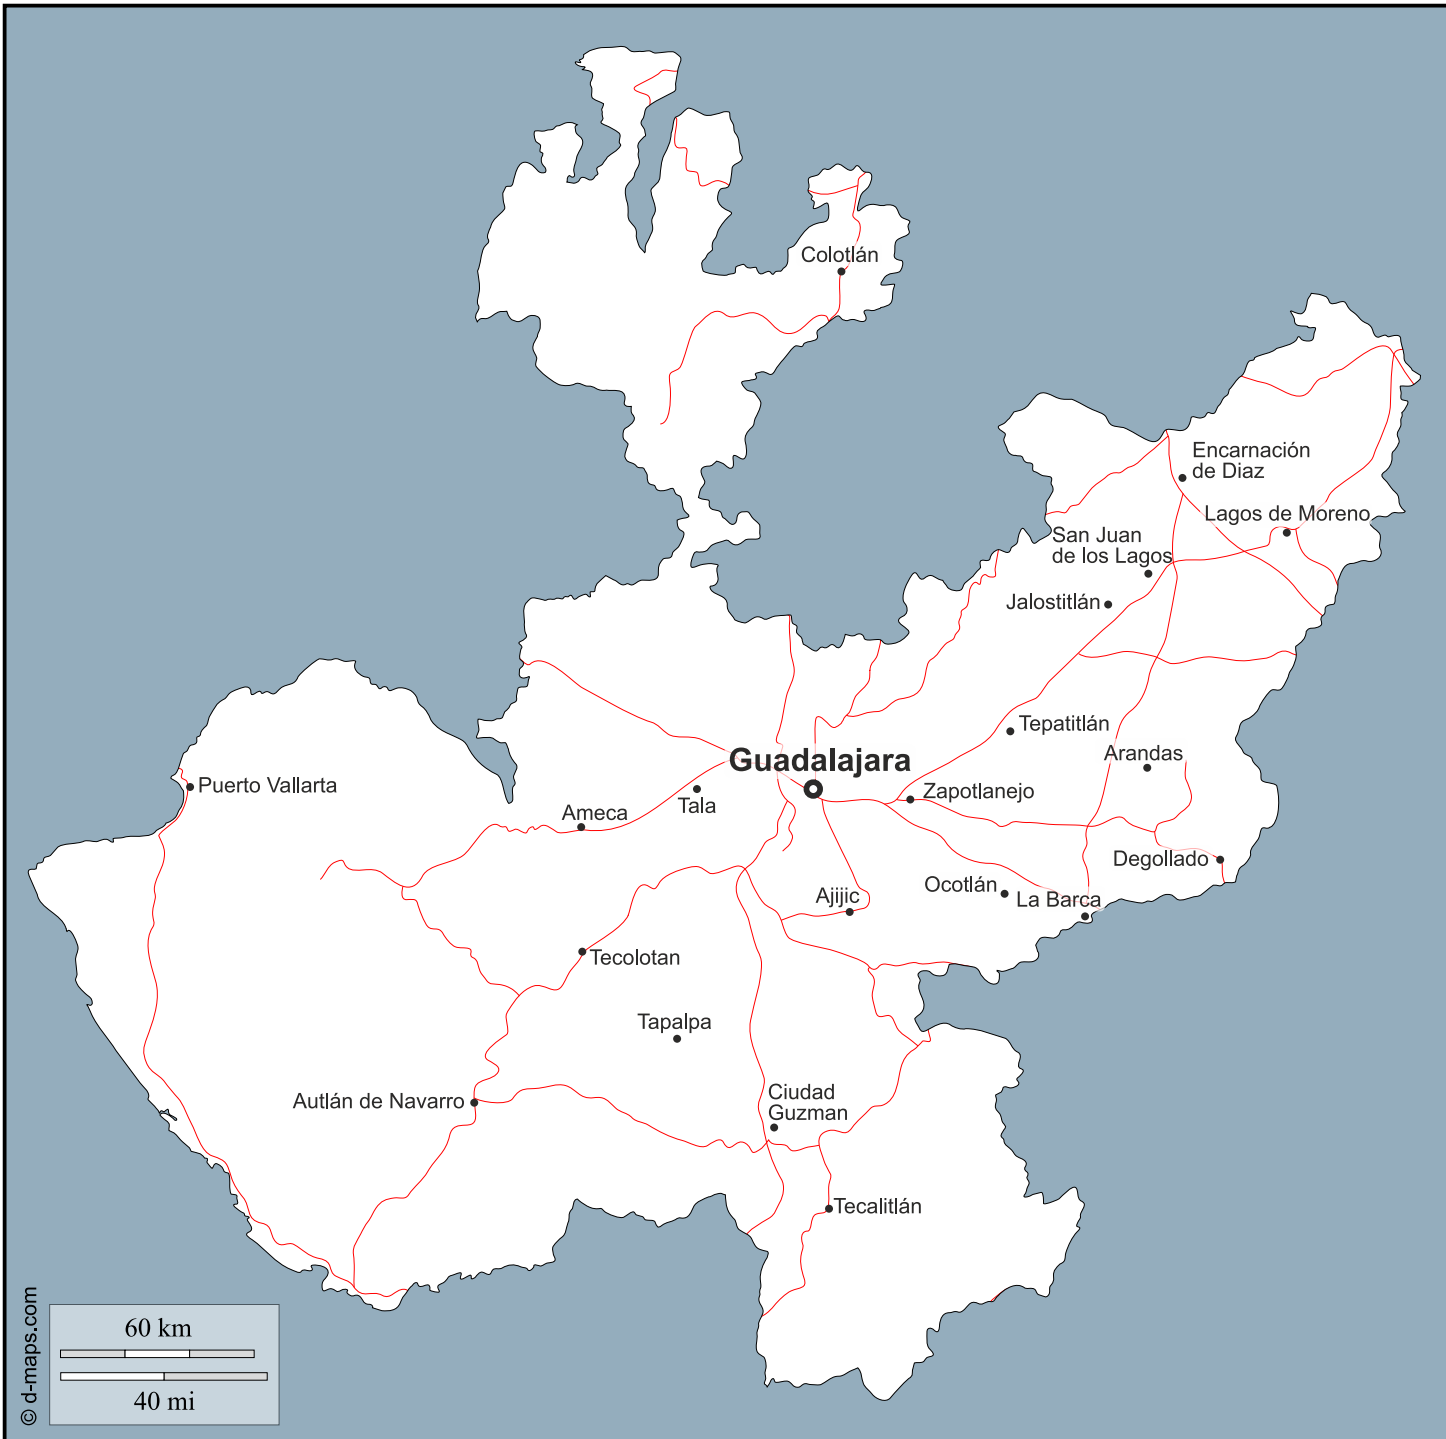 Colotlán
Encarnación
de Diaz
Lagos de Moreno
San Juan
de los Lagos
Jalostitlán
Tepatitlán
Arandas
Guadalajara
Puerto Vallarta
Zapotlanejo
Tala
Ameca
Degollado
Ocotlán
La Barca
Ajijic
Tecolotan
Tapalpa
Autlán de Navarro
Ciudad
Guzman
Tecalitlán
60 km
40 mi
© d-maps.com